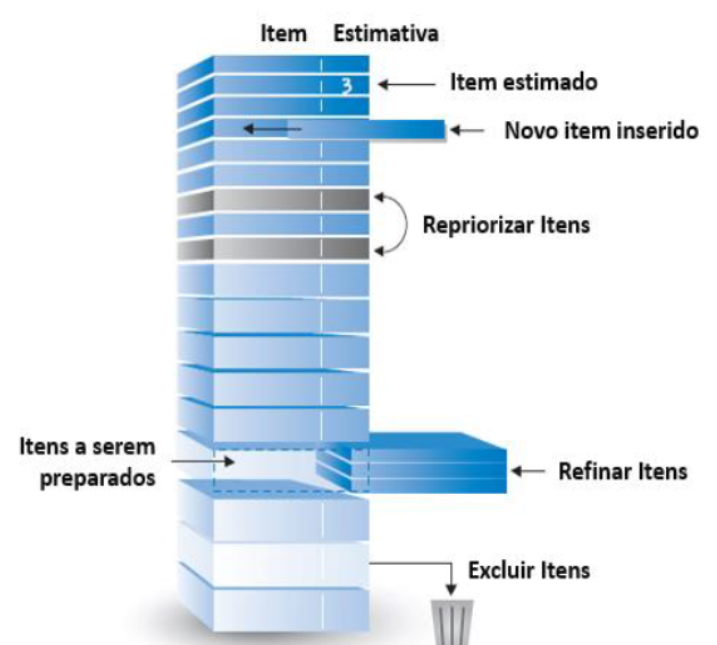 Item Estimativa
3
Item estimado
Novo item inserido
Repriorizar Itens
Itens a serem
preparados
Refinar Itens
Excluir Itens